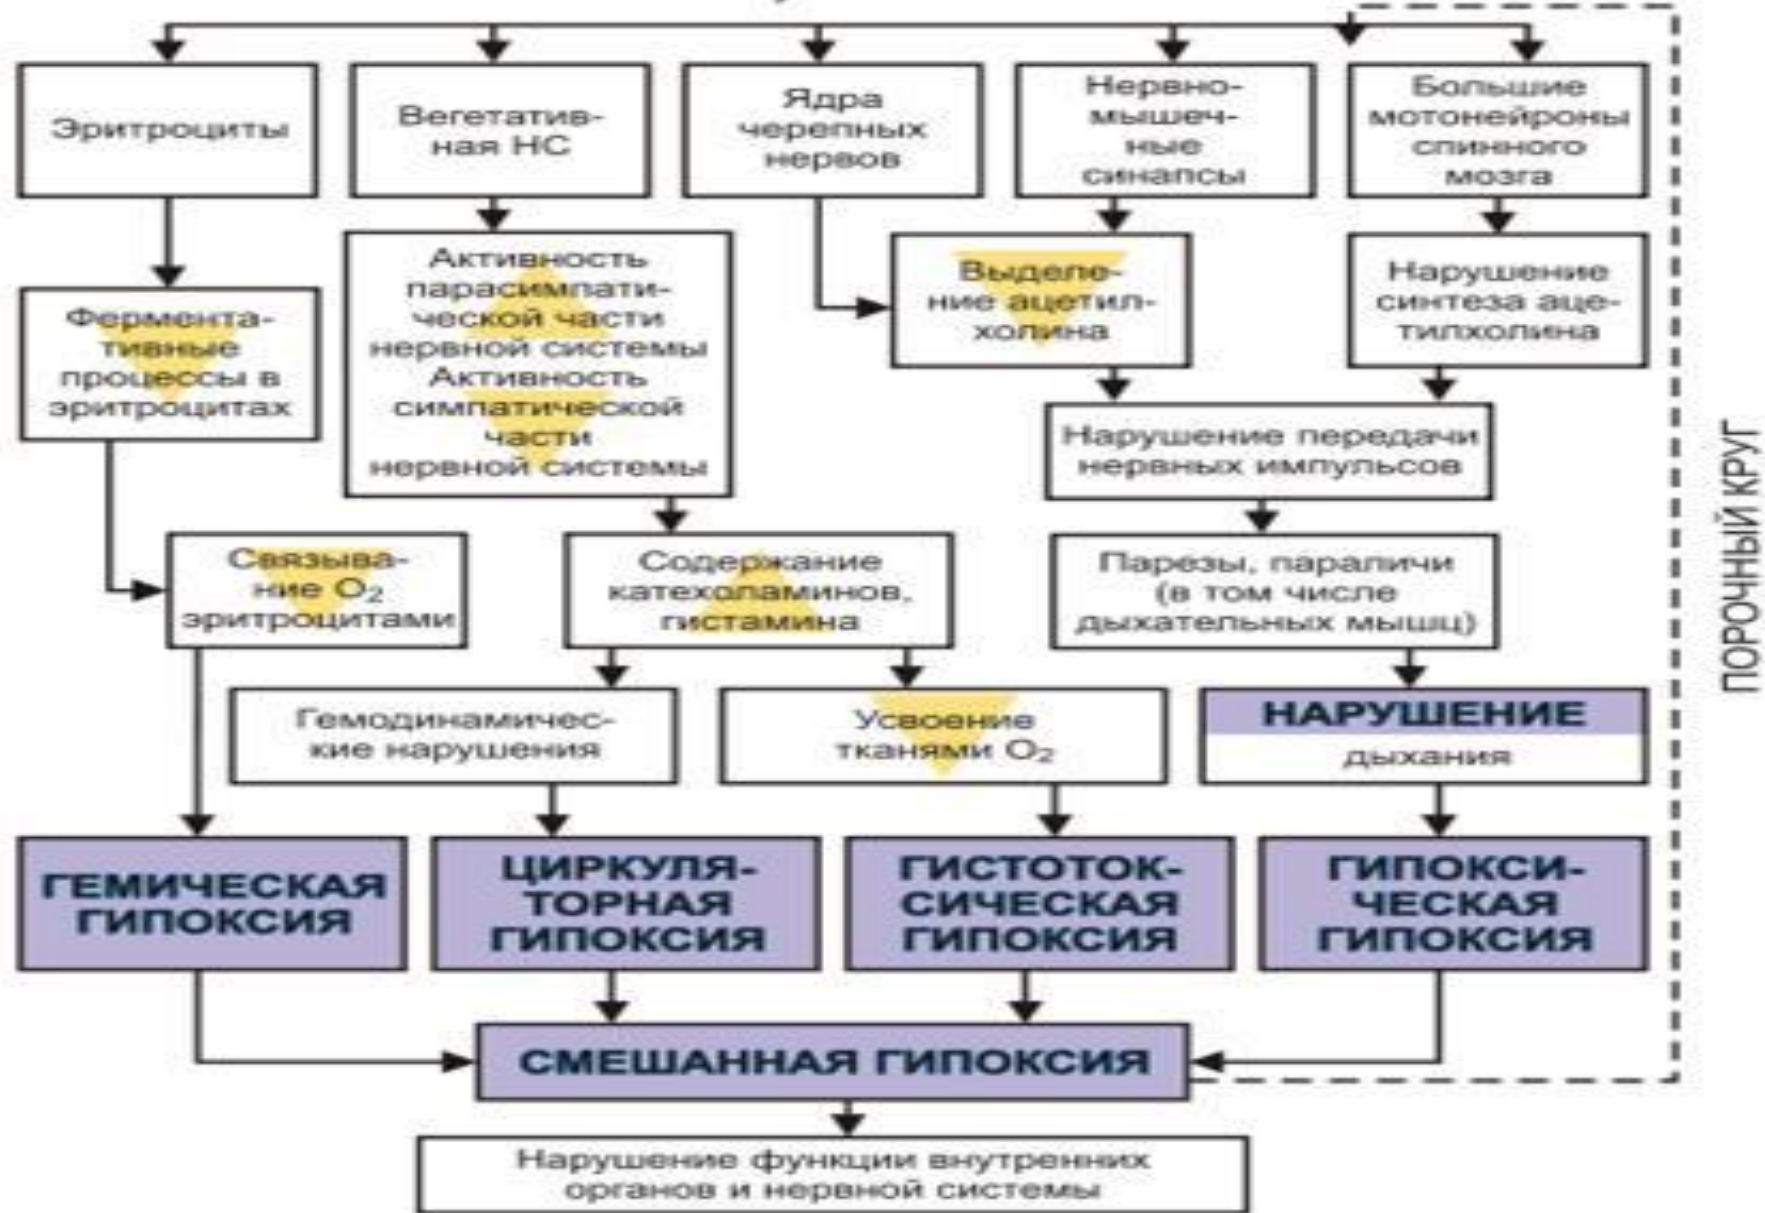 Эритроциты
Вегетатив-
ная НС
Ядра
черепных
нервов
Нервно-
мышеч-
ные
синапсы
Большие
мотонейроны
спинного
мозга
Фермента-
тивные
процессы в
эритроцитах
Активность
парасимпати-
ческой части
нервной системы
Активность
симпатической
части
нервной системы
Выделе-
ние ацетил-
холина
Нарушение
синтеза аце-
тилхолина
Нарушение передачи
нервных импульсов
Связыва-
ние O₂
эритроцитами
Содержание
катехоламинов,
гистамина
Парезы, параличи
(в том числе
дыхательных мышц)
Гемодинамичес-
кие нарушения
Усвоение
тканями O₂
НАРУШЕНИЕ
дыхания
ГЕМИЧЕСКАЯ
ГИПОКСИЯ
ЦИРКУЛЯ-
ТОРНАЯ
ГИПОКСИЯ
ГИСТОТОК-
СИЧЕСКАЯ
ГИПОКСИЯ
ГИПОКСИ-
ЧЕСКАЯ
ГИПОКСИЯ
СМЕШАННАЯ ГИПОКСИЯ
Нарушение функции внутренних
органов и нервной системы
ПОРОЧНЫЙ КРУГ